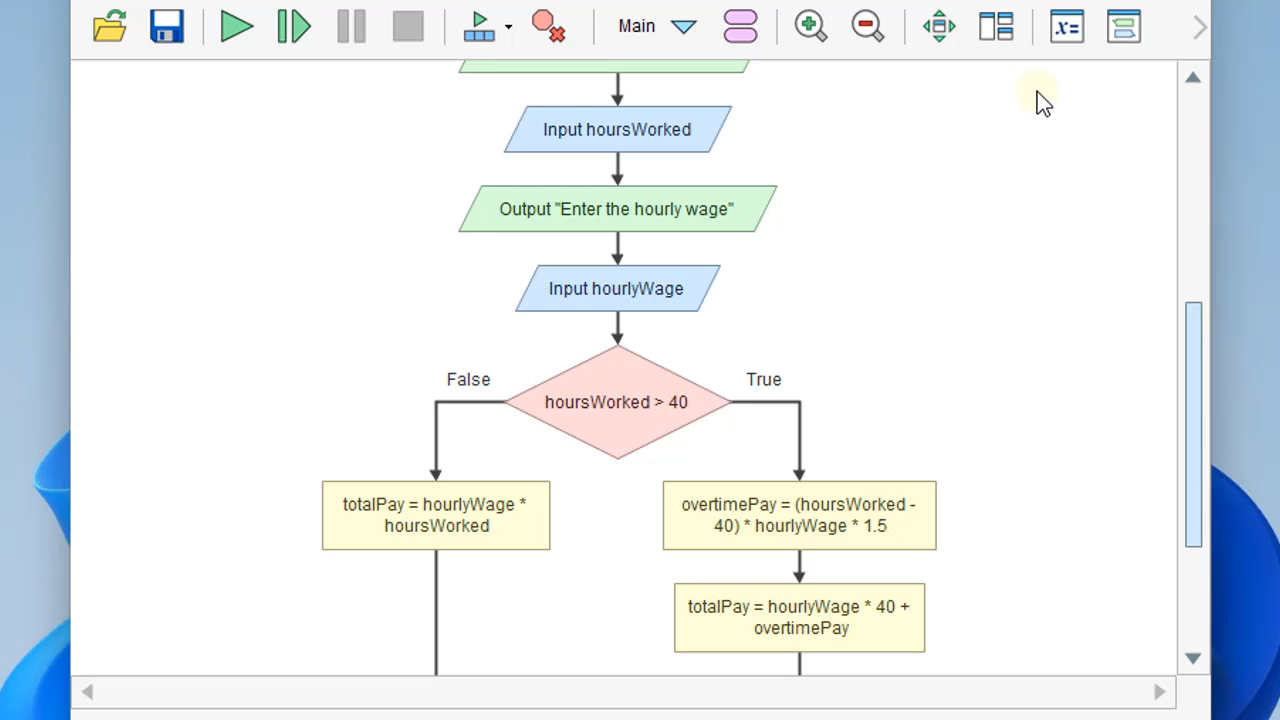 Main
x=
Input hoursWorked
Output "Enter the hourly wage"
Input hourlyWage
False
True
hoursWorked > 40
totalPay = hourlyWage *
hoursWorked
overtimePay = (hoursWorked -
40) * hourlyWage * 1.5
totalPay = hourlyWage * 40 +
overtimePay